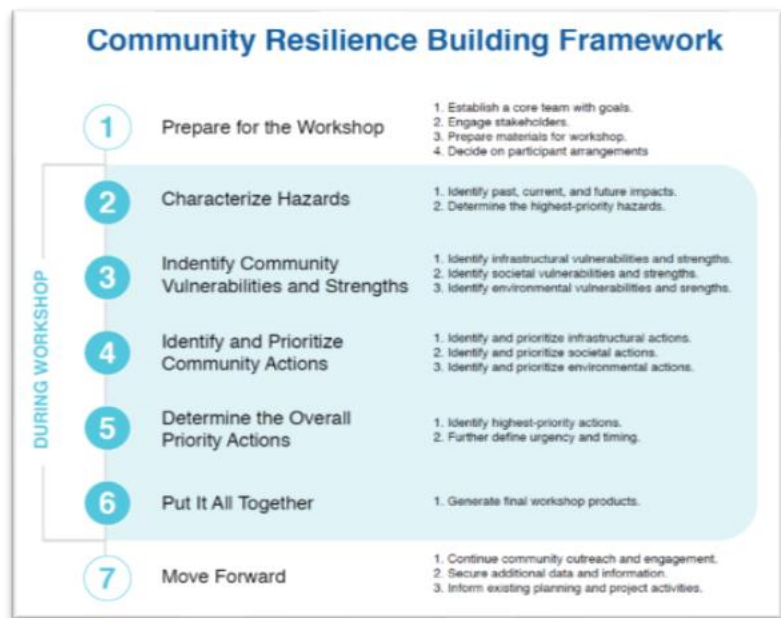 Community Resilience Building Framework
1 Prepare for the Workshop
1. Establish a core team with goals.
2. Engage stakeholders.
3. Prepare materials for workshop.
4. Decide on participant arrangements
DURING WORKSHOP
2 Characterize Hazards
1. Identify past, current, and future impacts.
2. Determine the highest-priority hazards.
3 Indentify Community
Vulnerabilities and Strengths
1. Identify infrastructural vulnerabilities and strengths.
2. Identify societal vulnerabilities and strengths.
3. Identify environmental vulnerabilities and srengths.
4 Identify and Prioritize
Community Actions
1. Identify and prioritize infrastructural actions.
2. Identify and prioritize societal actions.
3. Identify and prioritize environmental actions.
5 Determine the Overall
Priority Actions
1. Identify highest-priority actions.
2. Further define urgency and timing.
6 Put It All Together
1. Generate final workshop products.
7 Move Forward
1. Continue community outreach and engagement.
2. Secure additional data and information.
3. Inform existing planning and project activities.